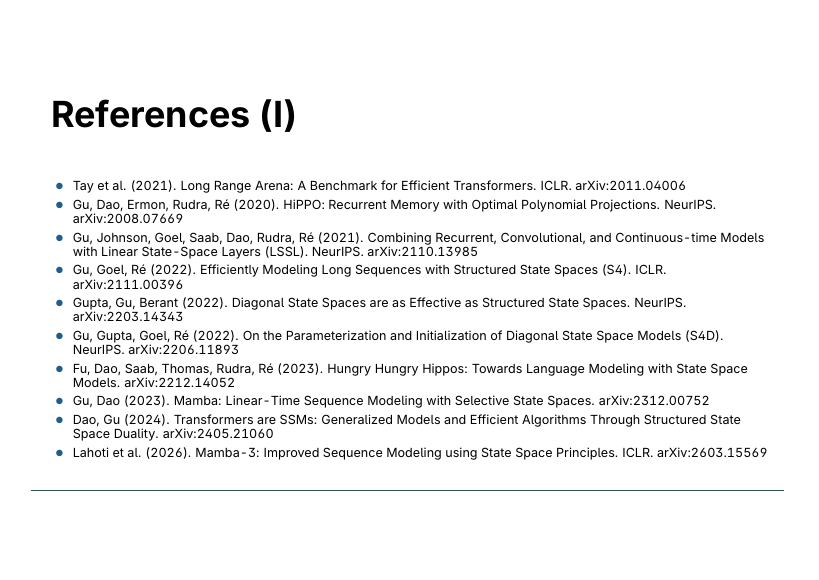 References (I)
• Tay et al. (2021). Long Range Arena: A Benchmark for Efficient Transformers. ICLR. arXiv:2011.04006
• Gu, Dao, Ermon, Rudra, Ré (2020). HiPPO: Recurrent Memory with Optimal Polynomial Projections. NeurIPS.
arXiv:2008.07669
• Gu, Johnson, Goel, Saab, Dao, Rudra, Ré (2021). Combining Recurrent, Convolutional, and Continuous-time Models
with Linear State-Space Layers (LSSL). NeurIPS. arXiv:2110.13985
• Gu, Goel, Ré (2022). Efficiently Modeling Long Sequences with Structured State Spaces (S4). ICLR.
arXiv:2111.00396
• Gupta, Gu, Berant (2022). Diagonal State Spaces are as Effective as Structured State Spaces. NeurIPS.
arXiv:2203.14343
• Gu, Gupta, Goel, Ré (2022). On the Parameterization and Initialization of Diagonal State Space Models (S4D).
NeurIPS. arXiv:2206.11893
• Fu, Dao, Saab, Thomas, Rudra, Ré (2023). Hungry Hungry Hippos: Towards Language Modeling with State Space
Models. arXiv:2212.14052
• Gu, Dao (2023). Mamba: Linear-Time Sequence Modeling with Selective State Spaces. arXiv:2312.00752
• Dao, Gu (2024). Transformers are SSMs: Generalized Models and Efficient Algorithms Through Structured State
Space Duality. arXiv:2405.21060
• Lahoti et al. (2026). Mamba-3: Improved Sequence Modeling using State Space Principles. ICLR. arXiv:2603.15569